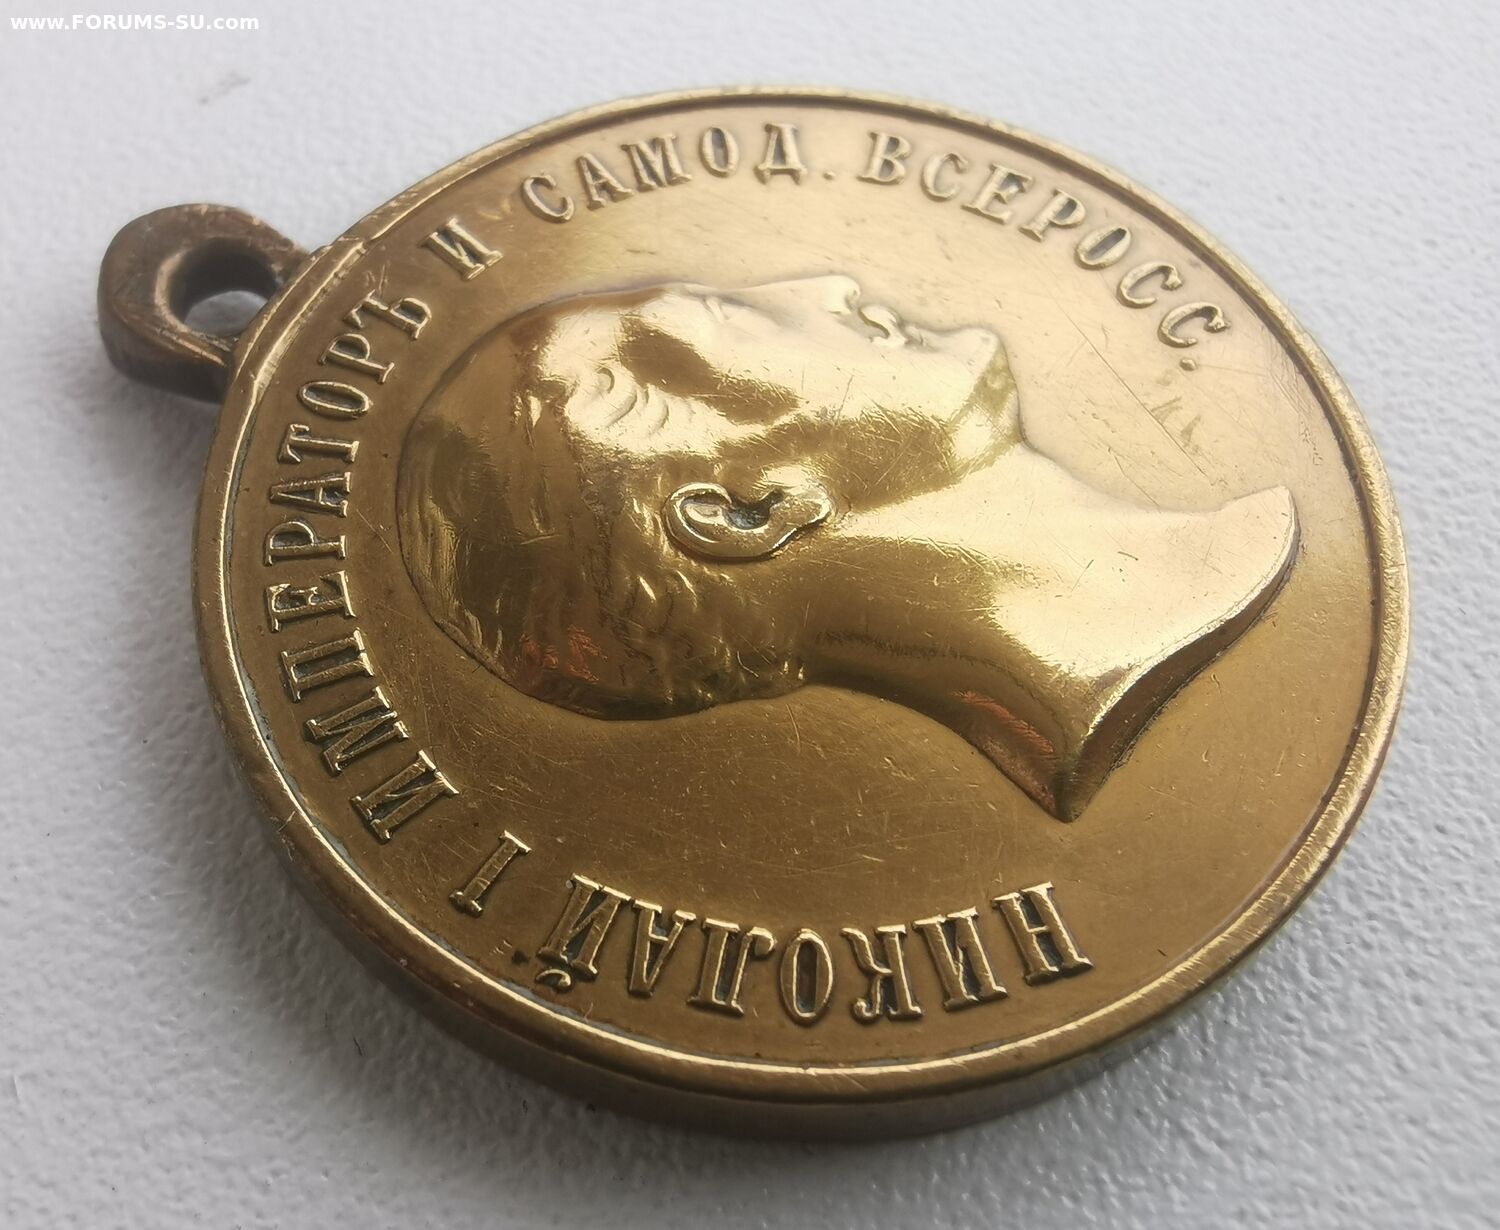 www.FORUMS-SU.com
НИКОЛАЙ I ИМПЕРАТОРЪ И САМОД. ВСЕРОСС.